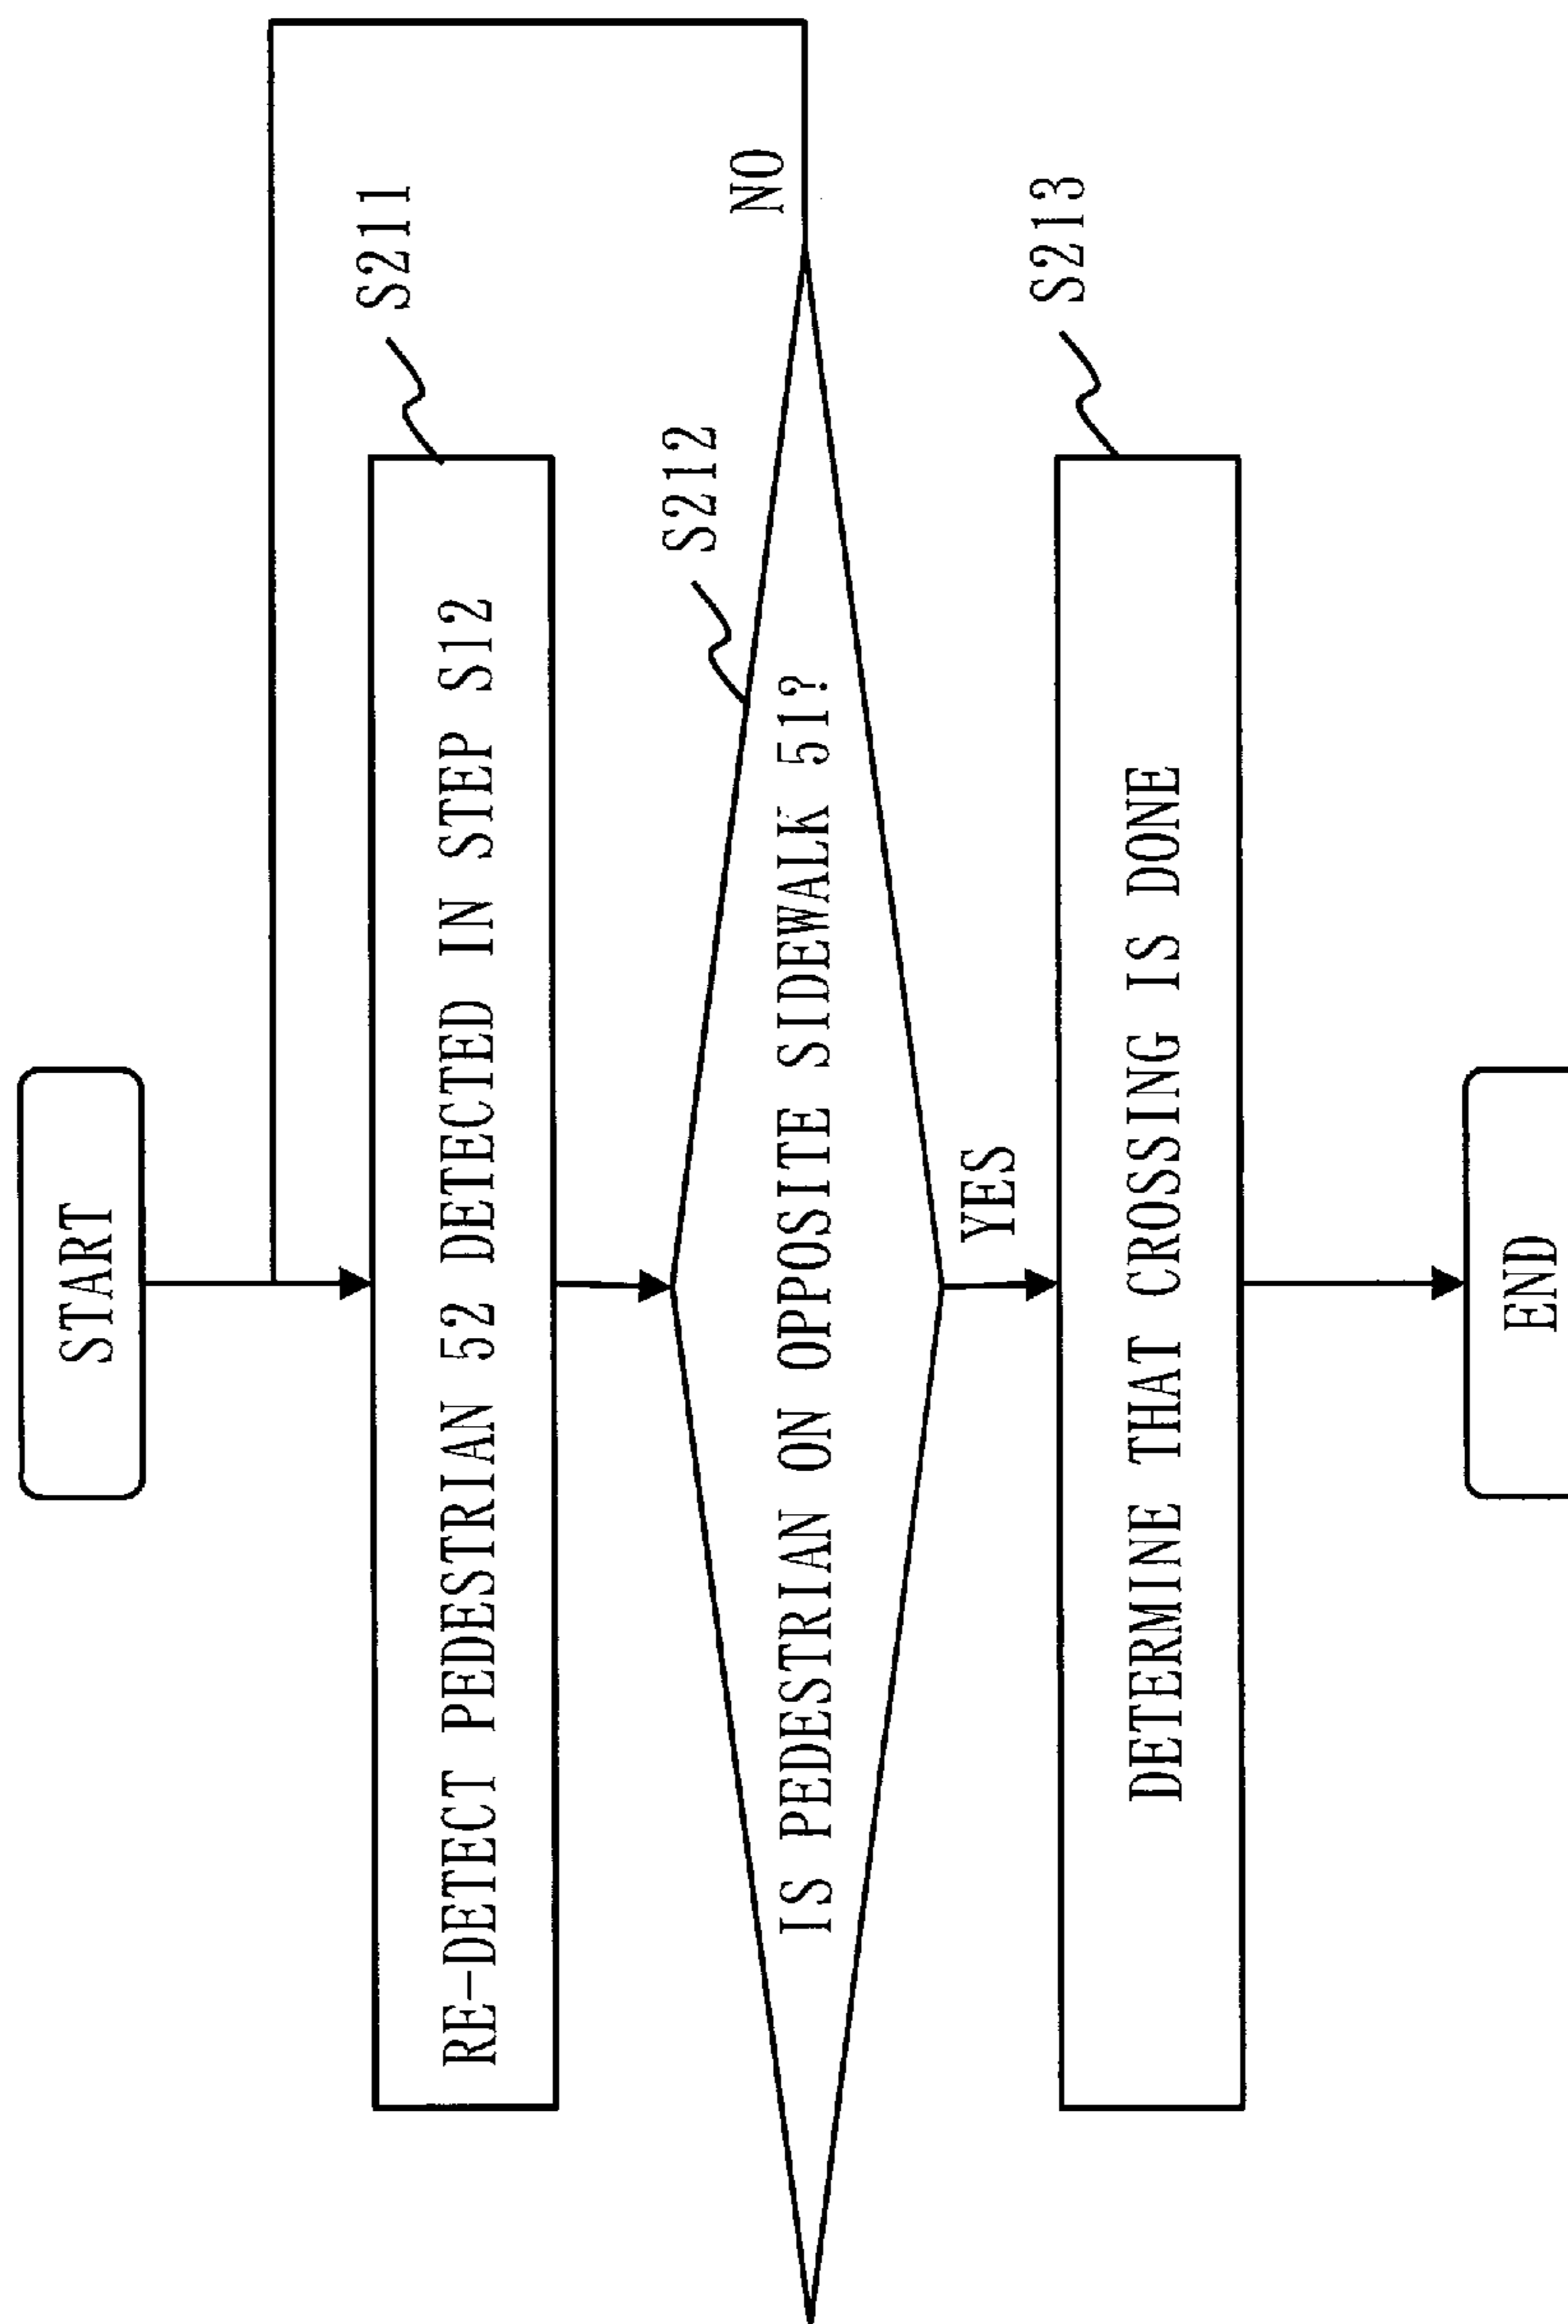 START
S211
RE-DETECT PEDESTRIAN 52 DETECTED IN STEP S12
S212
IS PEDESTRIAN ON OPPOSITE SIDEWALK 51?
NO
YES
S213
DETERMINE THAT CROSSING IS DONE
END